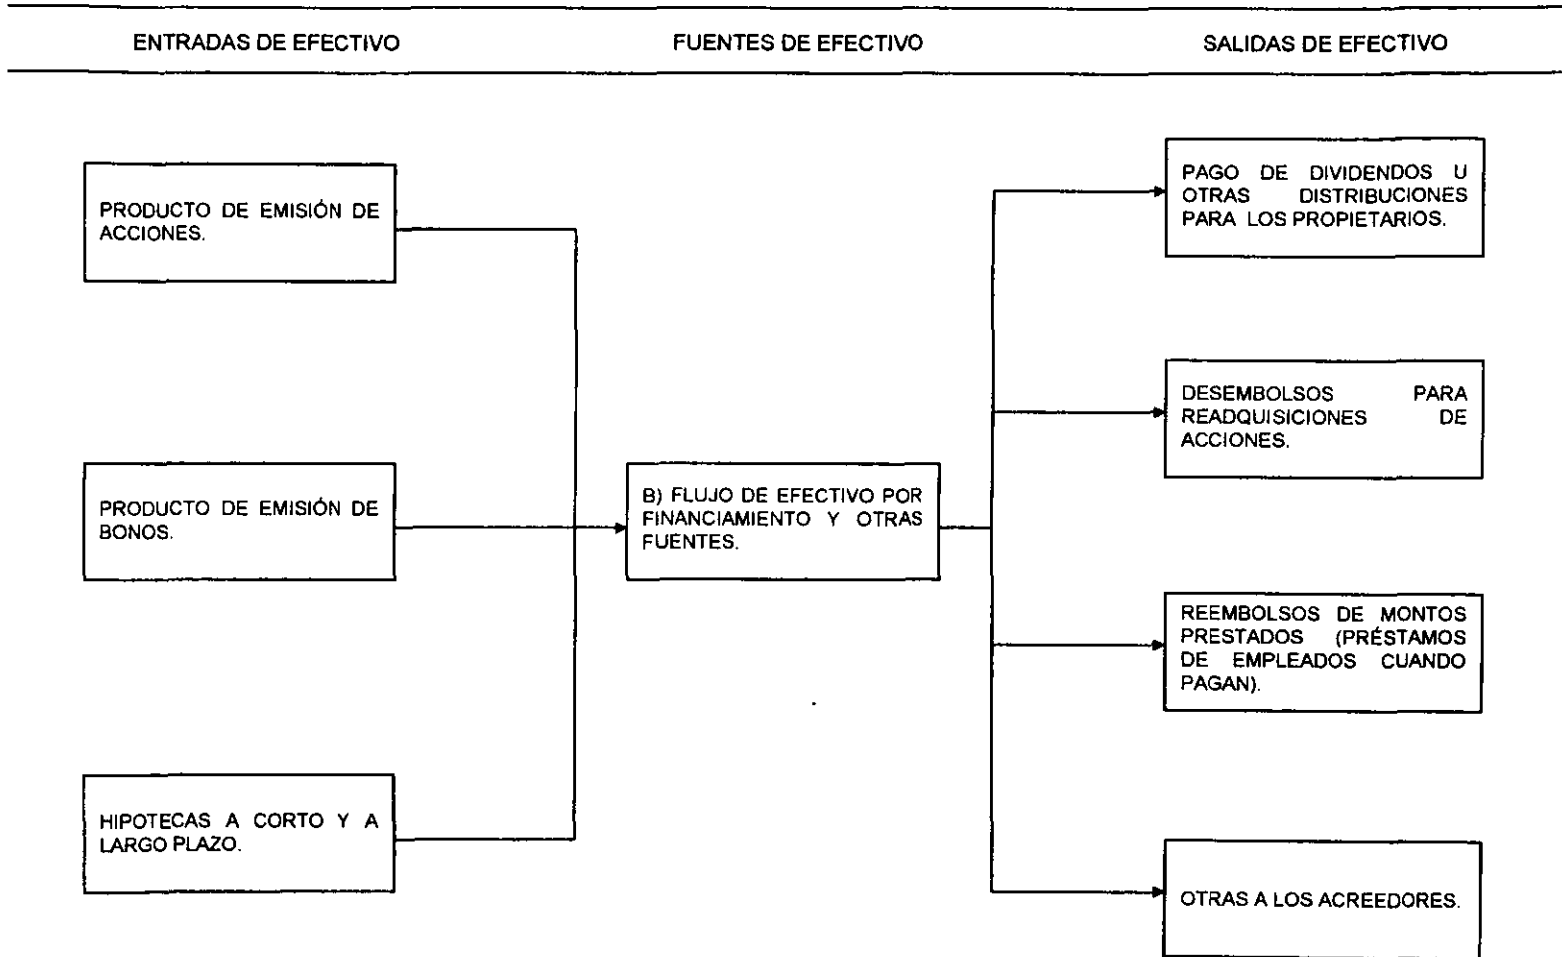 ENTRADAS DE EFECTIVO
FUENTES DE EFECTIVO
SALIDAS DE EFECTIVO
PRODUCTO DE EMISIÓN DE
ACCIONES.
PRODUCTO DE EMISIÓN DE
BONOS.
HIPOTECAS A CORTO Y A
LARGO PLAZO.
B) FLUJO DE EFECTIVO POR
FINANCIAMIENTO Y OTRAS
FUENTES.
PAGO DE DIVIDENDOS U
OTRAS DISTRIBUCIONES
PARA LOS PROPIETARIOS.
DESEMBOLSOS PARA
READQUISICIONES DE
ACCIONES.
REEMBOLSOS DE MONTOS
PRESTADOS (PRÉSTAMOS
DE EMPLEADOS CUANDO
PAGAN).
OTRAS A LOS ACREEDORES.